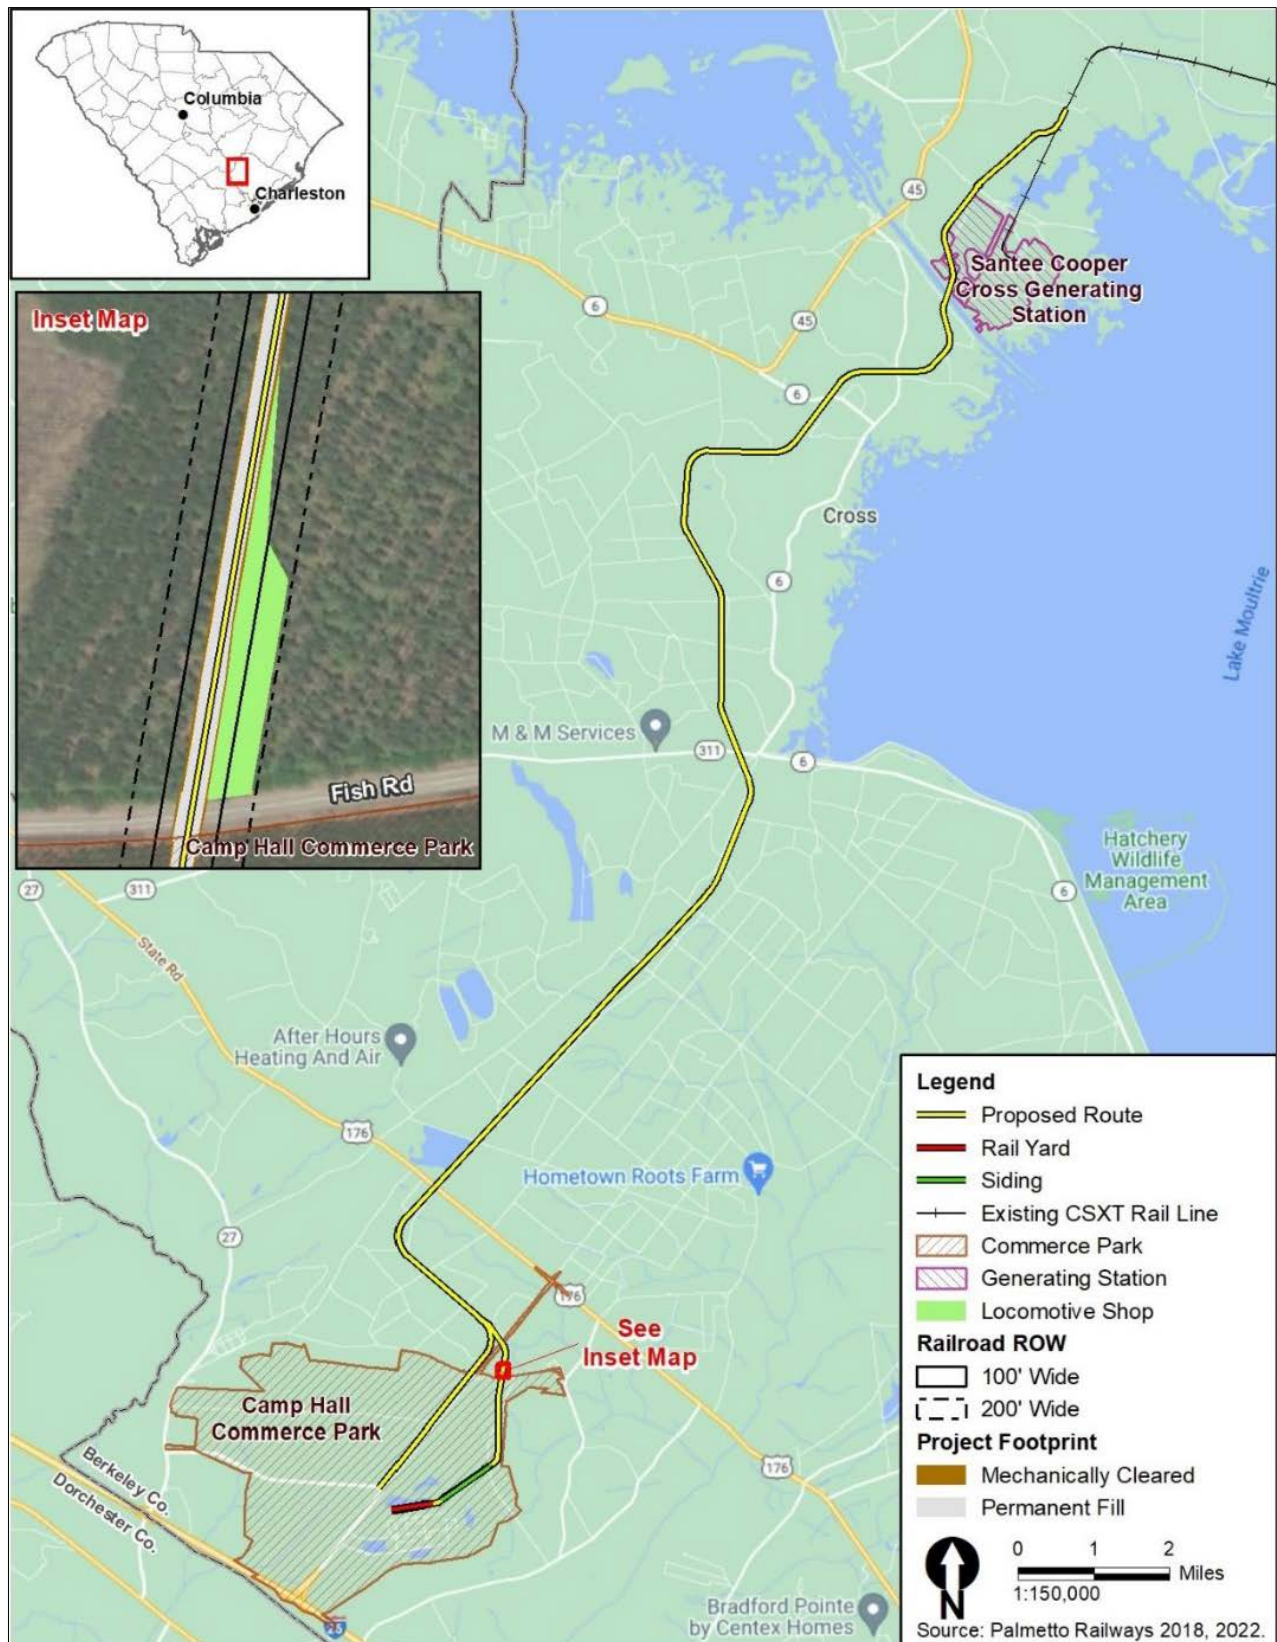 Columbia
Charleston
Inset Map
Fish Rd
Camp Hall Commerce Park
45
Santee Cooper
Cross Generating
Station
6
45
6
Cross
6
Lake Moultrie
M & M Services
311
6
Hatchery
Wildlife
Management
Area
6
27
311
State Rd
After Hours
Heating And Air
176
Hometown Roots Farm
27
176
See
Inset Map
Camp Hall
Commerce Park
Berkeley Co.
Dorchester Co.
176
Bradford Pointe
by Centex Homes
Legend
Proposed Route
Rail Yard
Siding
Existing CSXT Rail Line
Commerce Park
Generating Station
Locomotive Shop
Railroad ROW
100' Wide
200' Wide
Project Footprint
Mechanically Cleared
Permanent Fill
N
0 1 2
Miles
1:150,000
Source: Palmetto Railways 2018, 2022.